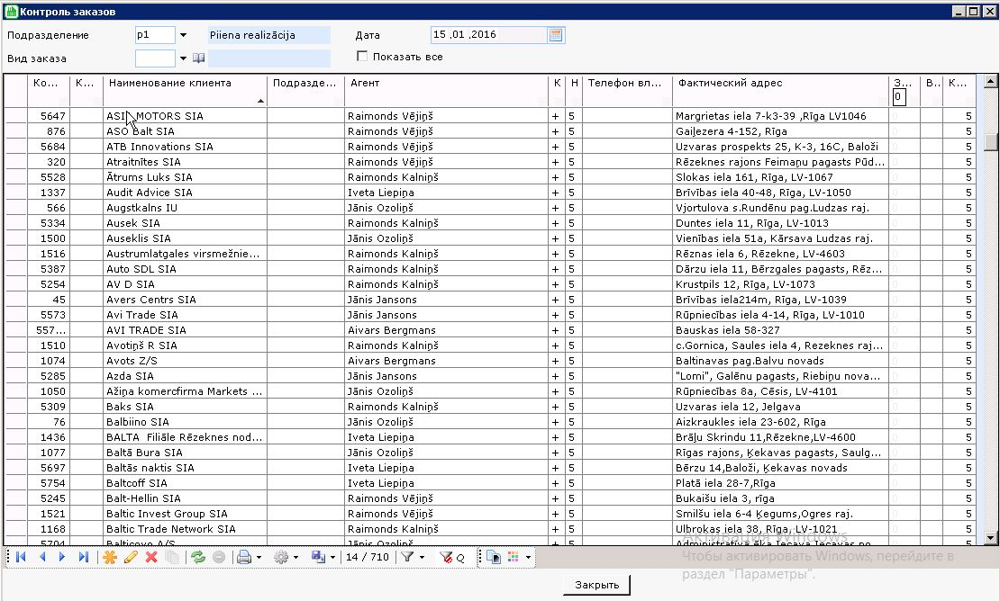 Контроль заказов
Подразделение p1 Piiena realizācija Дата 15 ,01 ,2016
Вид заказа Показать все
Ко... К... Наименование клиента Подразде... Агент К Н Телефон вл... Фактический адрес З... В.. К...
0
5647 ASI MOTORS SIA Raimonds Vējiņš + 5 Margrietas iela 7-k3-39 ,Rīga LV1046 5
876 ASO Balt SIA Raimonds Vējiņš + 5 Gaiļezera 4-152, Rīga 0 5
5684 ATB Innovations SIA Raimonds Vējiņš + 5 Uzvaras prospekts 25, K-3, 16C, Baloži 0 5
320 Atraitnītes SIA Raimonds Vējiņš + 5 Rēzeknes rajons Feimaņu pagasts Pūd... 0 5
5528 Ātrums Luks SIA Raimonds Kalniņš + 5 Slokas iela 161, Rīga, LV-1067 0 5
1337 Audit Advice SIA Iveta Liepiņa + 5 Brīvības iela 40-48, Rīga, LV-1050 0 5
566 Augstkalns IU Jānis Ozoliņš + 5 Vjortulova s.Rundēnu pag.Ludzas raj. 0 5
5334 Ausek SIA Raimonds Kalniņš + 5 Duntes iela 11, Rīga, LV-1013 0 5
1500 Auseklis SIA Jānis Ozoliņš + 5 Vienības iela 51a, Kārsava Ludzas raj. 0 5
1516 Austrumlatgales virsmežnie... Raimonds Kalniņš + 5 Rēznas iela 6, Rēzekne, LV-4603 0 5
5387 Auto SDL SIA Raimonds Kalniņš + 5 Dārzu iela 11, Bērzgales pagasts, Rēz... 0 5
5254 AV D SIA Raimonds Kalniņš + 5 Krustpils 12, Rīga, LV-1073 0 5
45 Avers Centrs SIA Jānis Jansons + 5 Brīvības iela214m, Rīga, LV-1039 0 5
5573 Avi Trade SIA Jānis Jansons + 5 Rūpniecības iela 4-14, Rīga, LV-1010 0 5
557... AVI TRADE SIA Aivars Bergmans + 5 Bauskas iela 58-327 0 5
1510 Avotiņš R SIA Raimonds Kalniņš + 5 c.Gornica, Saules iela 4, Rezeknes raj... 0 5
1074 Avots Z/S Aivars Bergmans + 5 Baltinavas pag.Balvu novads 0 5
5285 Azda SIA Jānis Jansons + 5 "Lomi", Galēnu pagasts, Riebiņu nova... 0 5
1050 Ažiņa komercfirma Markets ... Jānis Ozoliņš + 5 Rūpniecības 8a, Cēsis, LV-4101 0 5
5309 Baks SIA Raimonds Kalniņš + 5 Uzvaras iela 12, Jelgava 0 5
76 Balbiino SIA Jānis Ozoliņš + 5 Aizkraukles iela 23-602, Rīga 0 5
1436 BALTA Filiāle Rēzeknes nod... Iveta Liepiņa + 5 Brāļu Skrindu 11,Rēzekne,LV-4600 0 5
1077 Baltā Bura SIA Jānis Ozoliņš + 5 Rīgas rajons, Ķekavas pagasts, Saulg... 0 5
5697 Baltās naktis SIA Iveta Liepiņa + 5 Bērzu 14,Baloži, Ķekavas novads 0 5
5754 Baltcoff SIA Iveta Liepiņa + 5 Platā iela 28-7,Rīga 0 5
5245 Balt-Hellin SIA Raimonds Vējiņš + 5 Bukaišu iela 3, rīga 0 5
1521 Baltic Invest Group SIA Raimonds Vējiņš + 5 Smilšu iela 6-4 Ķegums,Ogres raj. 0 5
1168 Baltic Trade Network SIA Raimonds Kalniņš + 5 Ulbrokas iela 38, Rīga, LV-1021 0 5
5704 Balticovo A/S Jānis Ozoliņš + 5 Administratīvā ēka Iecava Iecavas no... 5
14 / 710 Q
Активация Windows
Чтобы активировать Windows, перейдите в
раздел "Параметры".
Закрыть